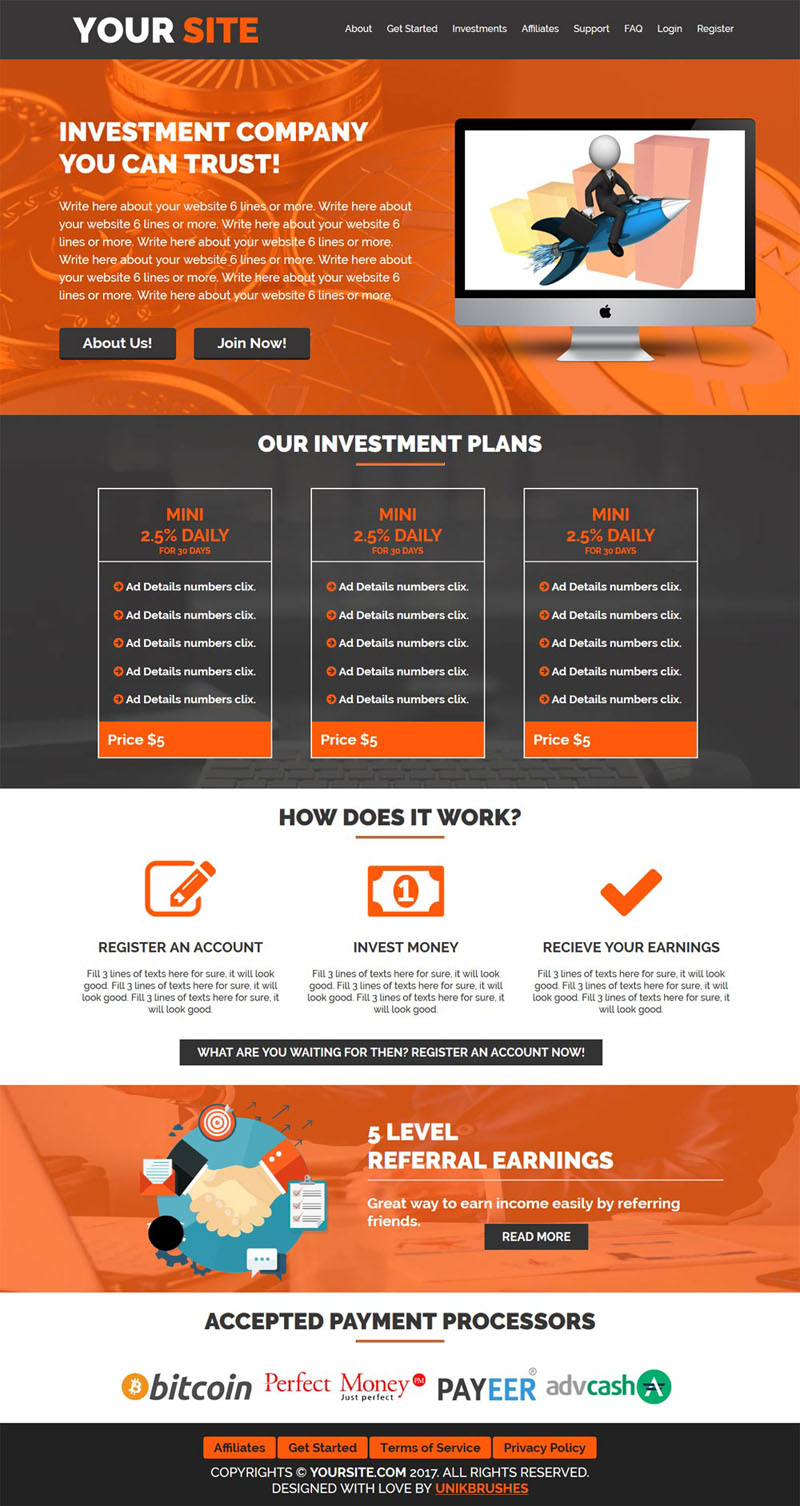 YOUR SITE
About Get Started Investments Affiliates Support FAQ Login Register
INVESTMENT COMPANY
YOU CAN TRUST!
Write here about your website 6 lines or more. Write here about
your website 6 lines or more. Write here about your website 6
lines or more. Write here about your website 6 lines or more.
Write here about your website 6 lines or more. Write here about
your website 6 lines or more. Write here about your website 6
lines or more. Write here about your website 6 lines or more.
About Us! Join Now!
OUR INVESTMENT PLANS
MINI
2.5% DAILY
FOR 30 DAYS
Ad Details numbers clix.
Ad Details numbers clix.
Ad Details numbers clix.
Ad Details numbers clix.
Ad Details numbers clix.
Price $5
MINI
2.5% DAILY
FOR 30 DAYS
Ad Details numbers clix.
Ad Details numbers clix.
Ad Details numbers clix.
Ad Details numbers clix.
Ad Details numbers clix.
Price $5
MINI
2.5% DAILY
FOR 30 DAYS
Ad Details numbers clix.
Ad Details numbers clix.
Ad Details numbers clix.
Ad Details numbers clix.
Ad Details numbers clix.
Price $5
HOW DOES IT WORK?
1
REGISTER AN ACCOUNT
Fill 3 lines of texts here for sure, it will look
good. Fill 3 lines of texts here for sure, it will
look good. Fill 3 lines of texts here for sure, it
will look good.
INVEST MONEY
Fill 3 lines of texts here for sure, it will look
good. Fill 3 lines of texts here for sure, it will
look good. Fill 3 lines of texts here for sure, it
will look good.
RECIEVE YOUR EARNINGS
Fill 3 lines of texts here for sure, it will look
good. Fill 3 lines of texts here for sure, it will
look good. Fill 3 lines of texts here for sure, it
will look good.
WHAT ARE YOU WAITING FOR THEN? REGISTER AN ACCOUNT NOW!
5 LEVEL
REFERRAL EARNINGS
Great way to earn income easily by referring
friends.
READ MORE
ACCEPTED PAYMENT PROCESSORS
bitcoin
Perfect Money PM
Just perfect
PAYEER®
advcash
Affiliates Get Started Terms of Service Privacy Policy
COPYRIGHTS © YOURSITE.COM 2017. ALL RIGHTS RESERVED.
DESIGNED WITH LOVE BY UNIKBRUSHES